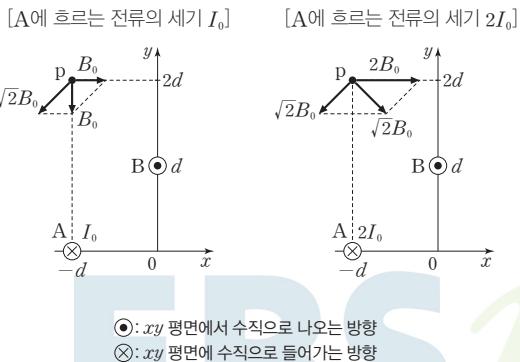 [A에 흐르는 전류의 세기 I₀]
y
p B₀
2d
√2B₀
B₀
B d
A I₀
−d 0 x
[A에 흐르는 전류의 세기 2I₀]
y
p 2B₀
2d
√2B₀
√2B₀
B d
A 2I₀
−d 0 x
⊙: xy 평면에서 수직으로 나오는 방향
⊗: xy 평면에 수직으로 들어가는 방향
EBS